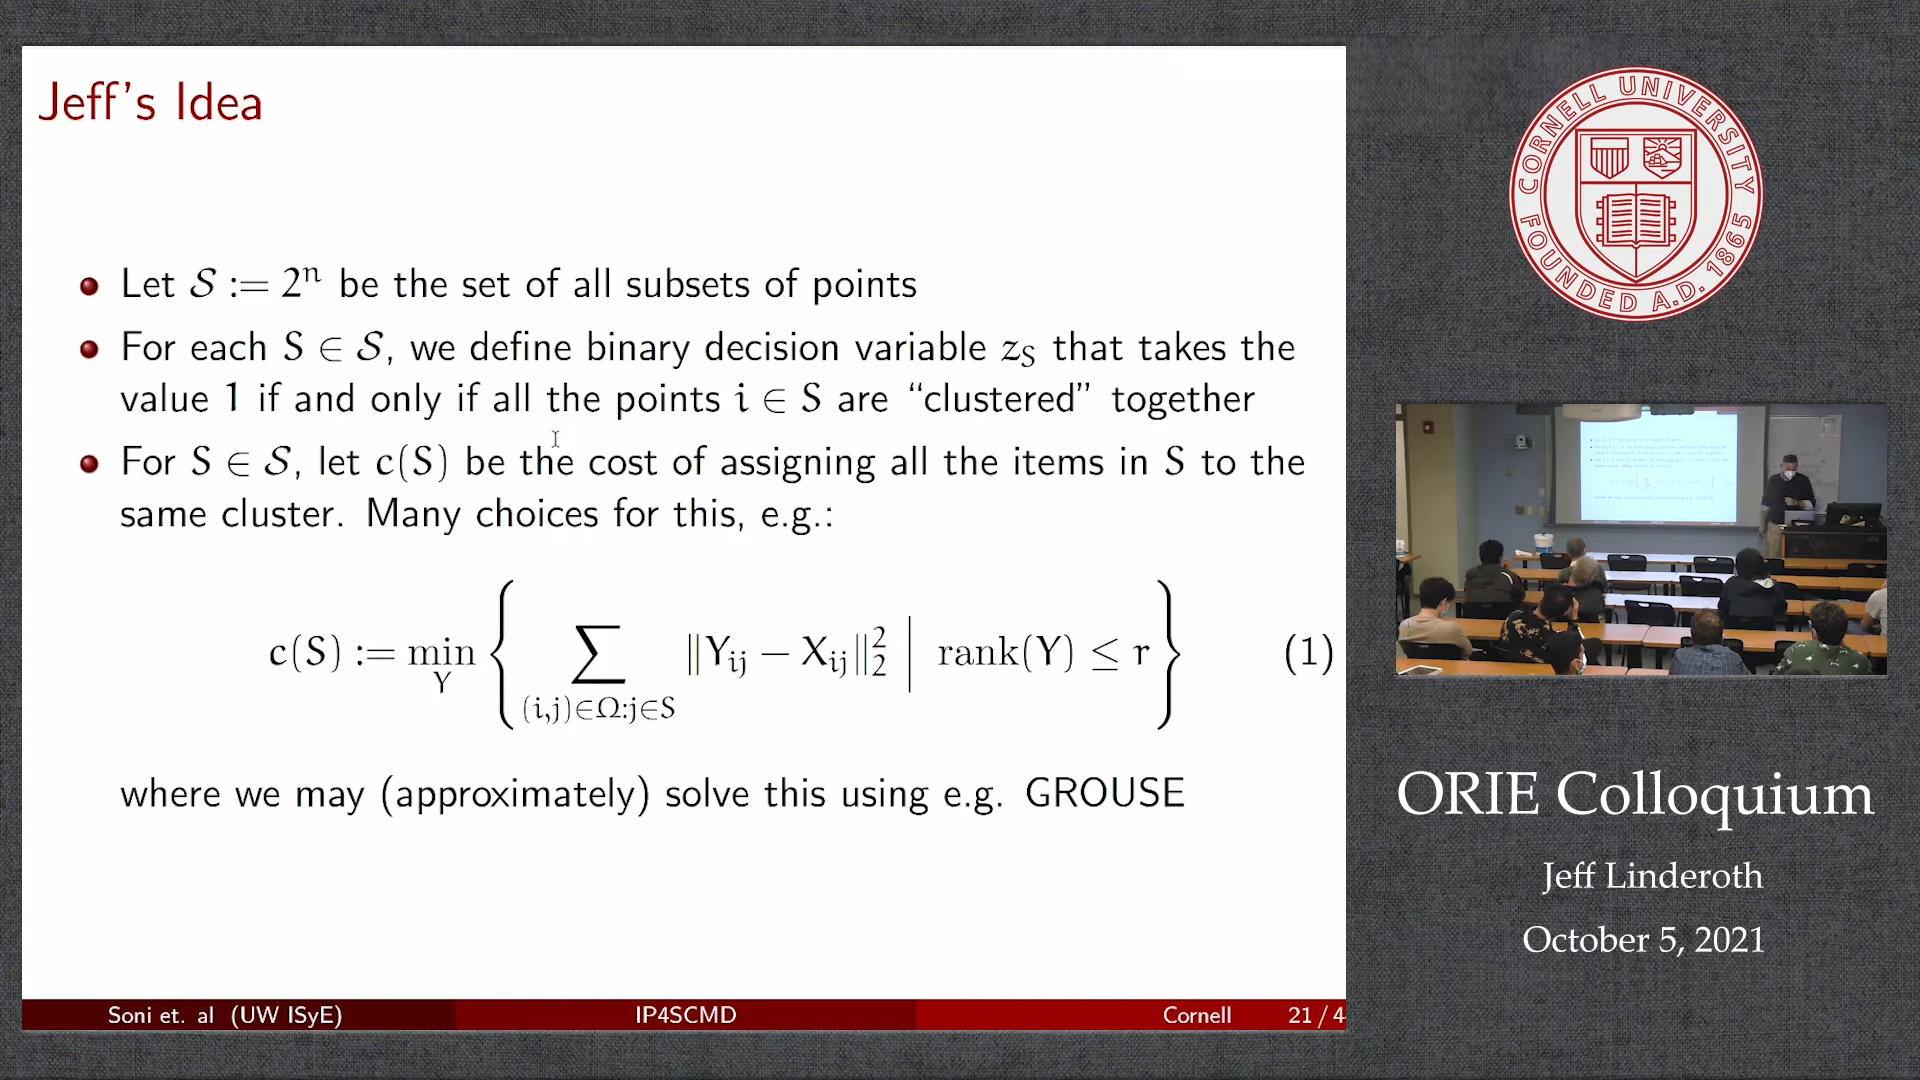 Jeff's Idea
Let 𝒮 := 2ⁿ be the set of all subsets of points
For each S ∈ 𝒮, we define binary decision variable z_S that takes the
value 1 if and only if all the points i ∈ S are “clustered” together
For S ∈ 𝒮, let c(S) be the cost of assigning all the items in S to the
same cluster. Many choices for this, e.g.:
c(S) := min_Y { ∑_{(i,j)∈Ω:j∈S} ‖Y_ij − X_ij‖₂² | rank(Y) ≤ r } (1)
where we may (approximately) solve this using e.g. GROUSE
Soni et. al (UW ISyE) IP4SCMD Cornell 21 / 4
CORNELL UNIVERSITY
FOUNDED A.D. 1865
ORIE Colloquium
Jeff Linderoth
October 5, 2021